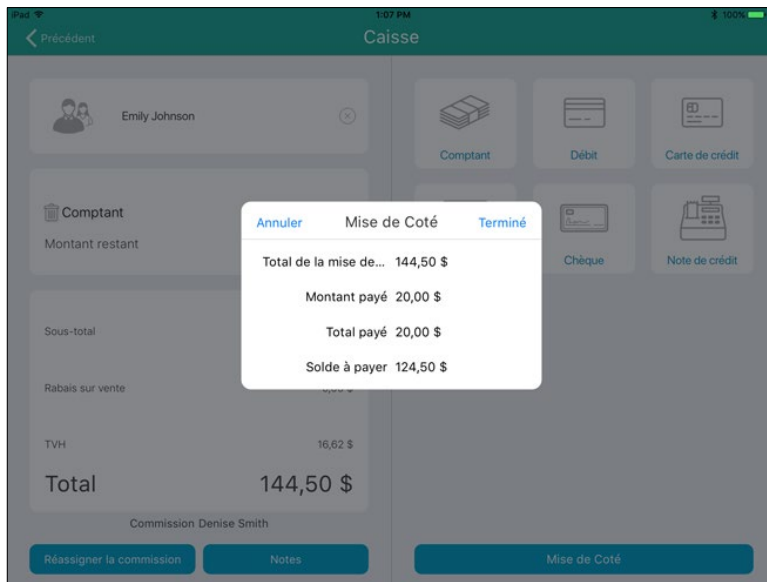 iPad 1:07 PM 100%
Précédent Caisse
Emily Johnson
Comptant Débit Carte de crédit
Comptant
Montant restant
Annuler Mise de Coté Terminé
Total de la mise de... 144,50 $
Montant payé 20,00 $
Total payé 20,00 $
Solde à payer 124,50 $
Chèque Note de crédit
Sous-total
Rabais sur vente
TVH 16,62 $
Total 144,50 $
Commission Denise Smith
Réassigner la commission Notes Mise de Coté